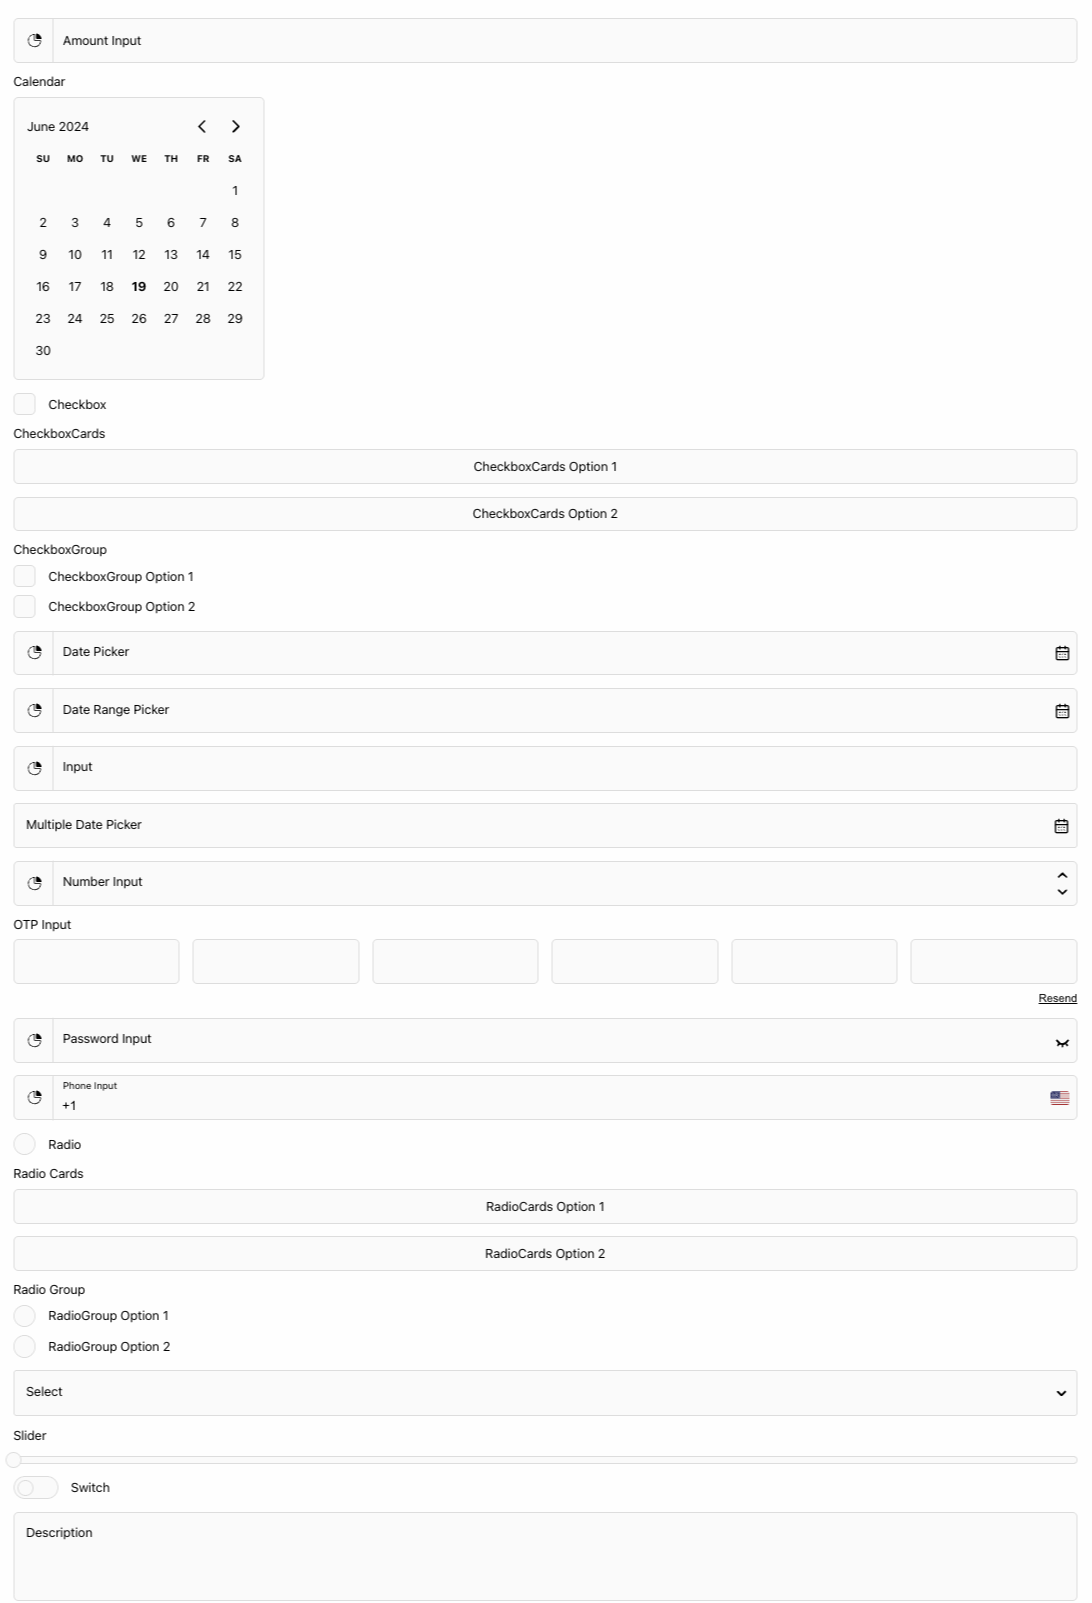 Amount Input
Calendar
June 2024
SU MO TU WE TH FR SA
1
2 3 4 5 6 7 8
9 10 11 12 13 14 15
16 17 18 19 20 21 22
23 24 25 26 27 28 29
30
Checkbox
CheckboxCards
CheckboxCards Option 1
CheckboxCards Option 2
CheckboxGroup
CheckboxGroup Option 1
CheckboxGroup Option 2
Date Picker
Date Range Picker
Input
Multiple Date Picker
Number Input
OTP Input
Resend
Password Input
Phone Input
+1
Radio
Radio Cards
RadioCards Option 1
RadioCards Option 2
Radio Group
RadioGroup Option 1
RadioGroup Option 2
Select
Slider
Switch
Description